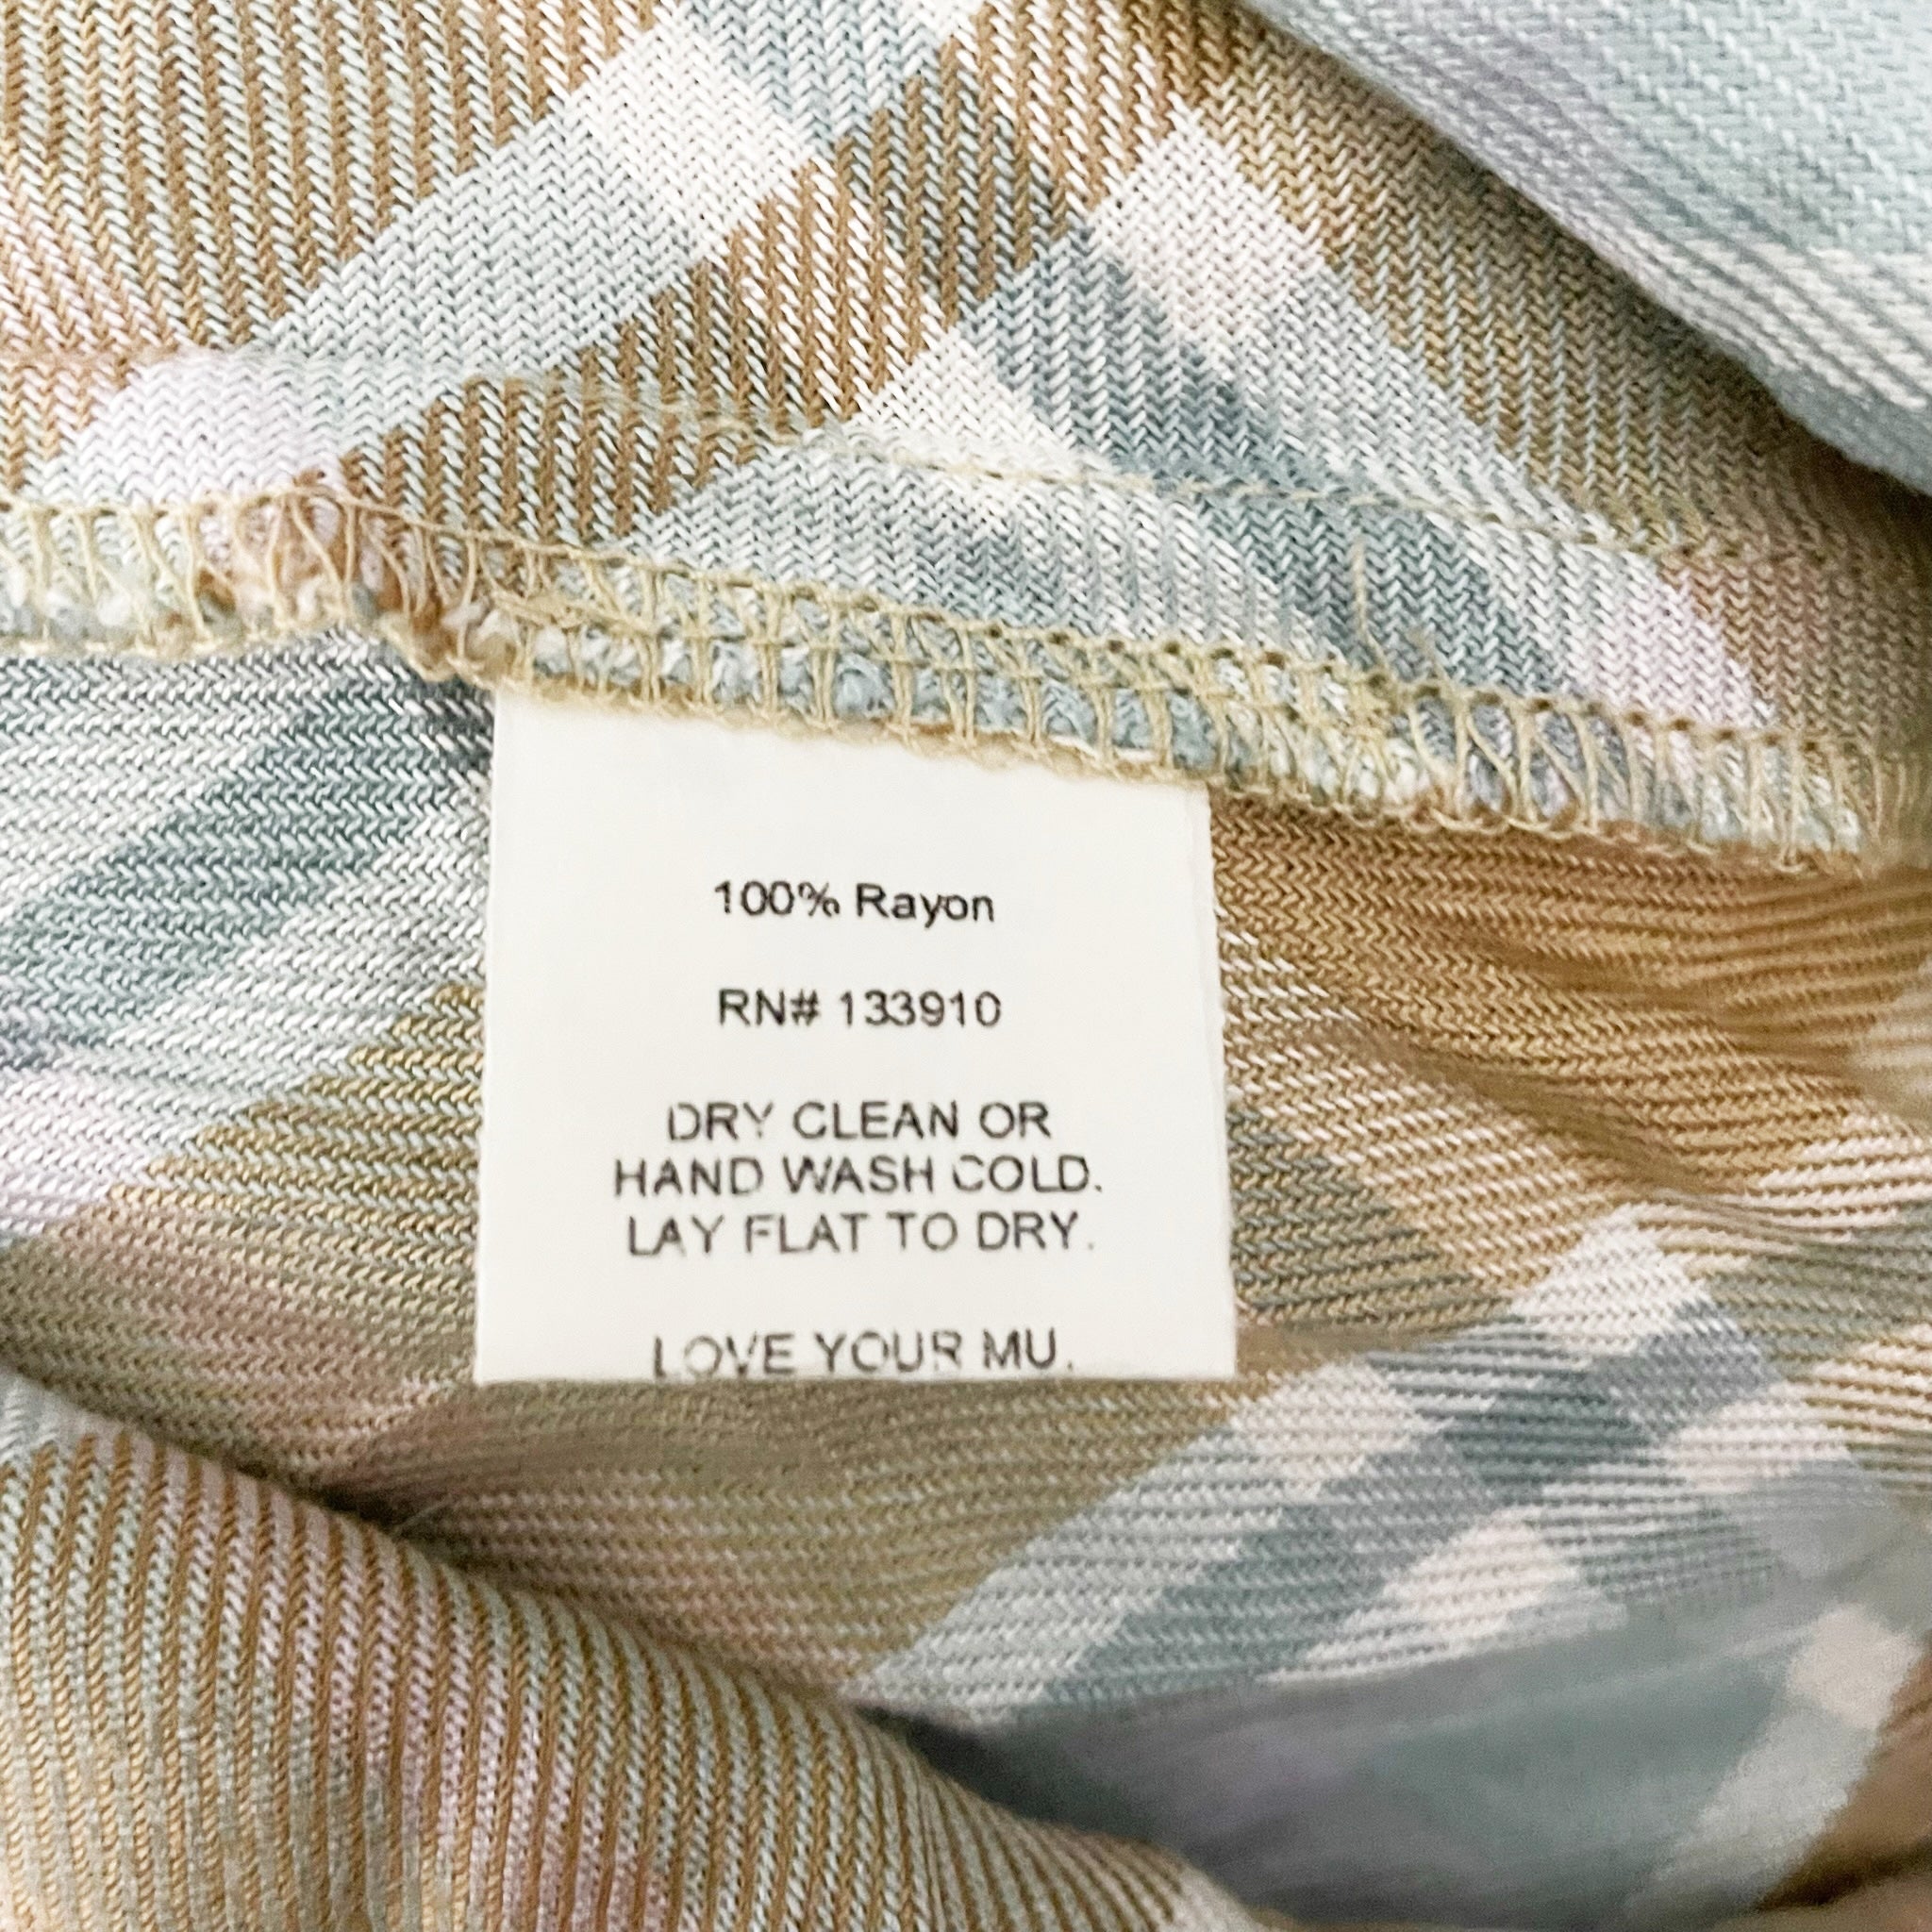 100% Rayon
RN# 133910
DRY CLEAN OR
HAND WASH COLD.
LAY FLAT TO DRY.
LOVE YOUR MU.